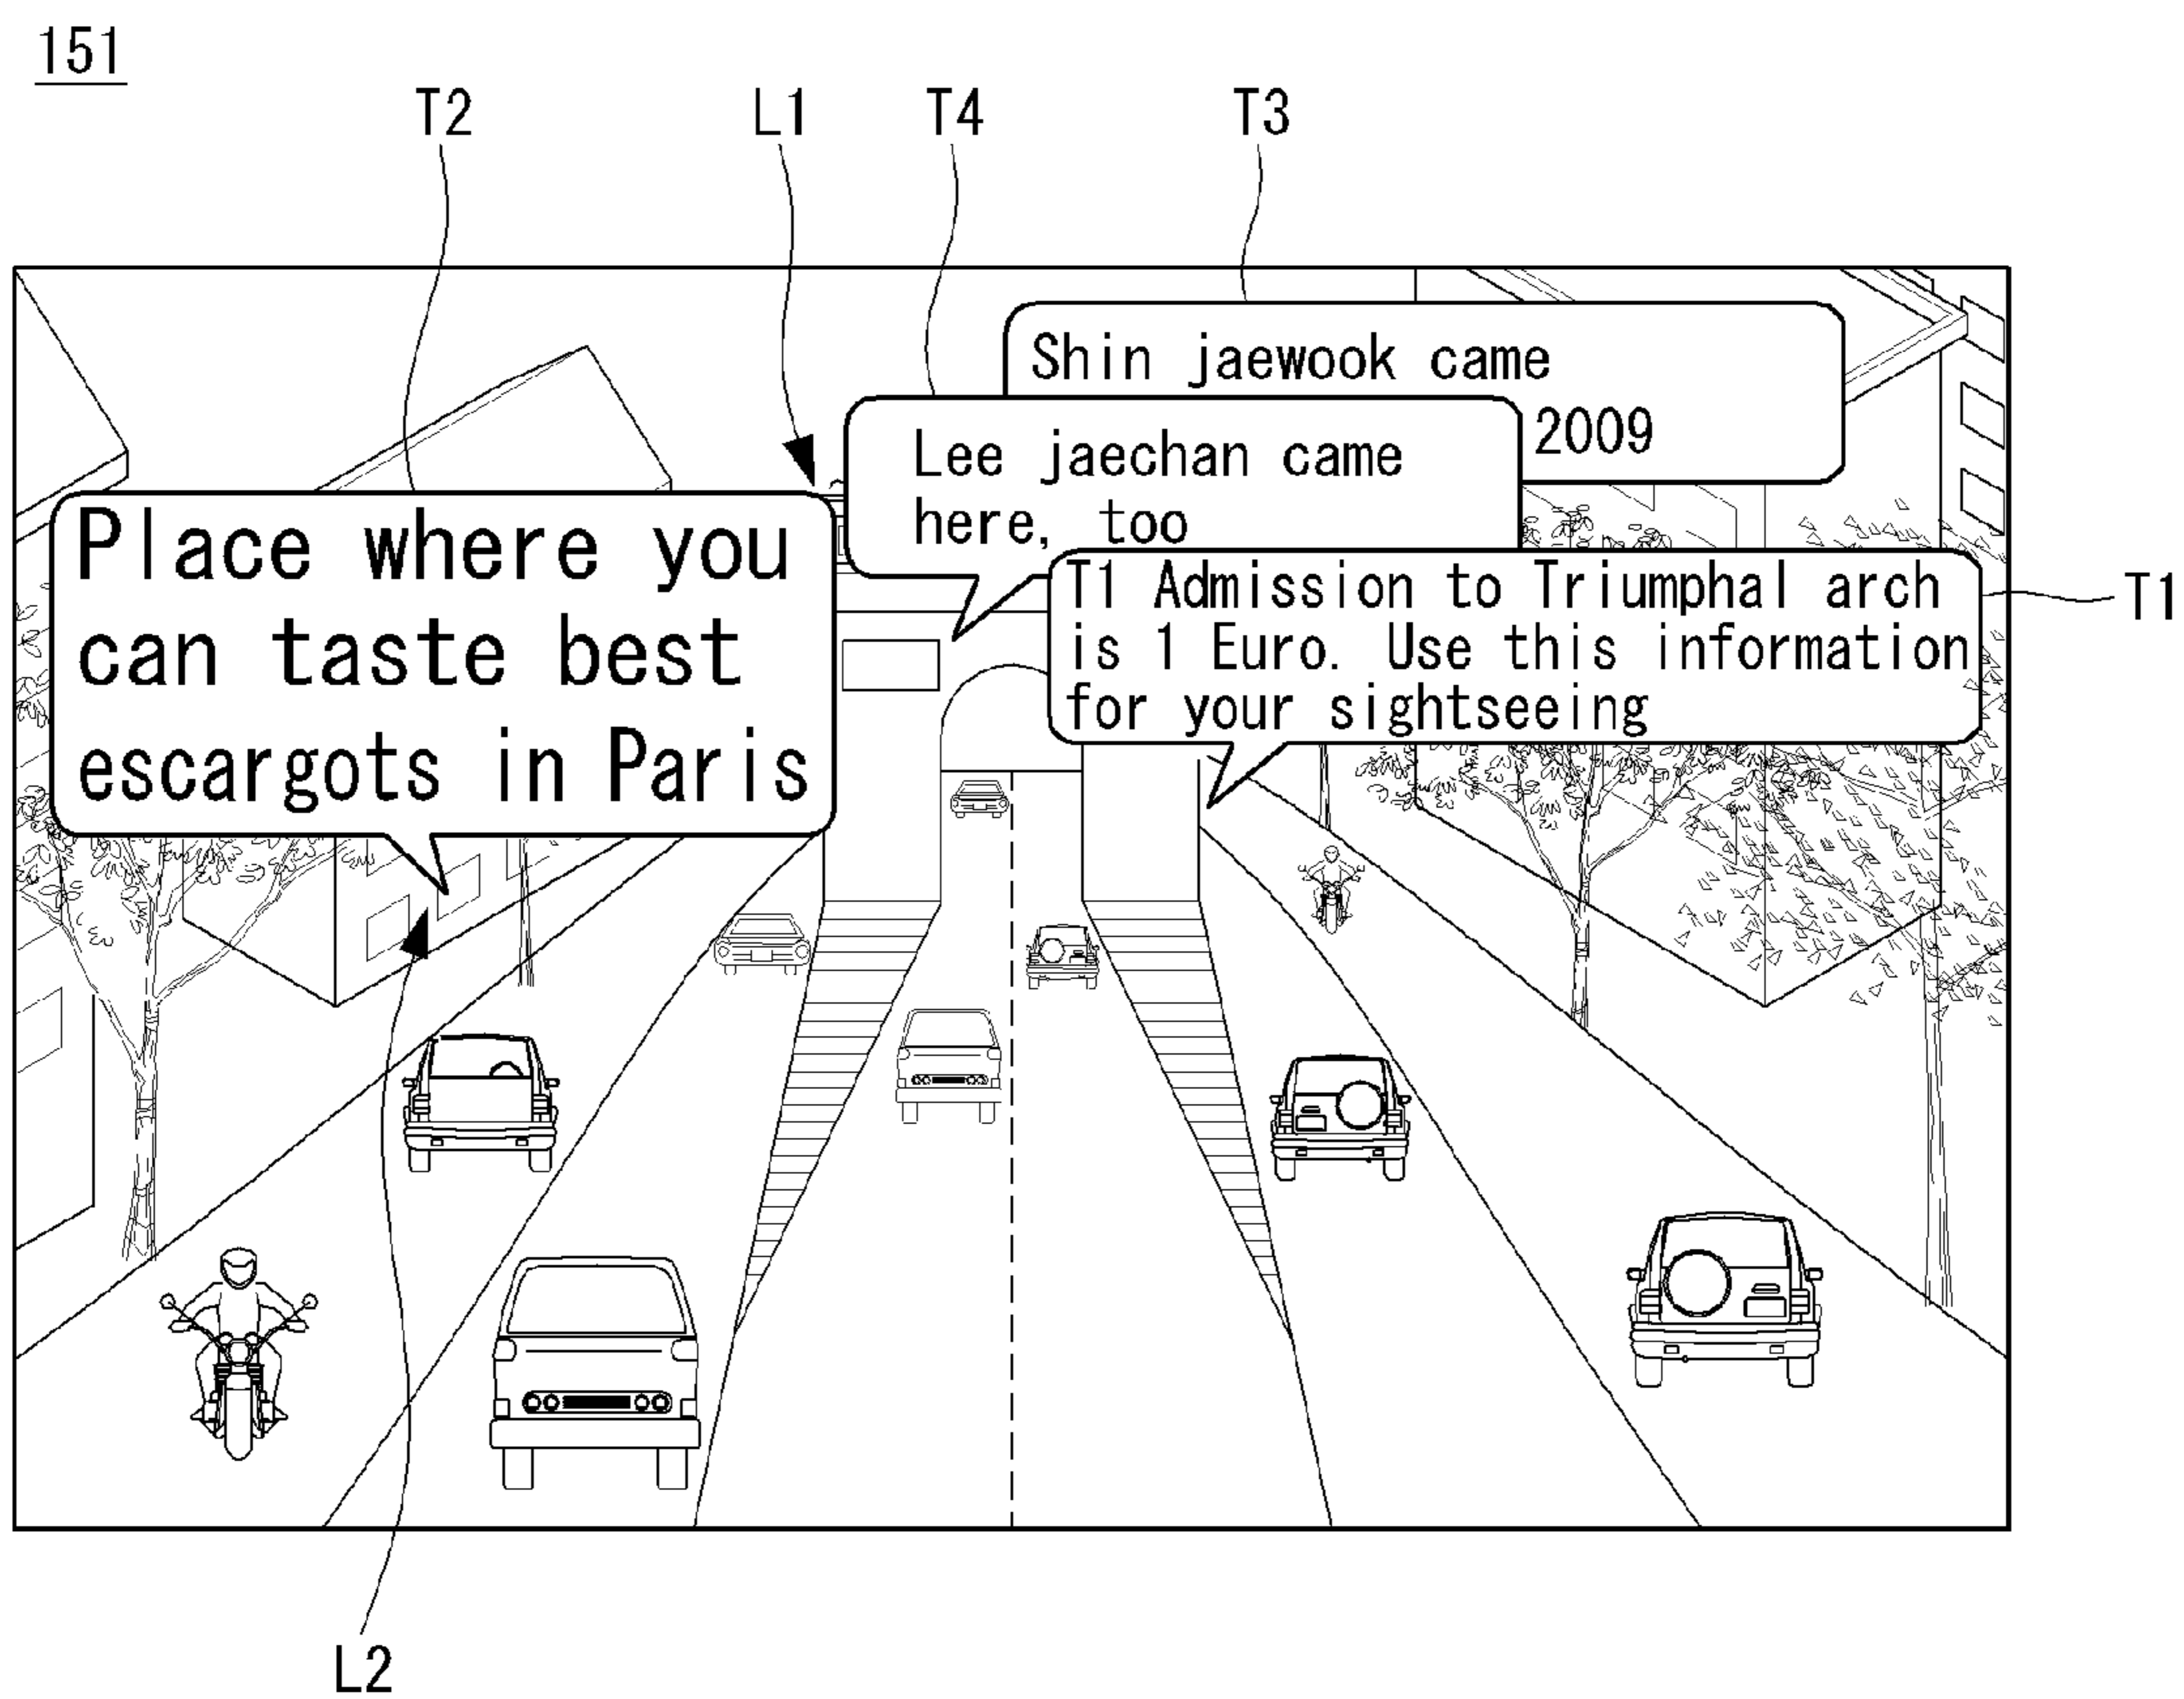 151
T2 L1 T4 T3
Shin jaewook came
2009
Lee jaechan came
here, too
Place where you
can taste best
escargots in Paris
T1 Admission to Triumphal arch
is 1 Euro. Use this information
for your sightseeing
T1
L2